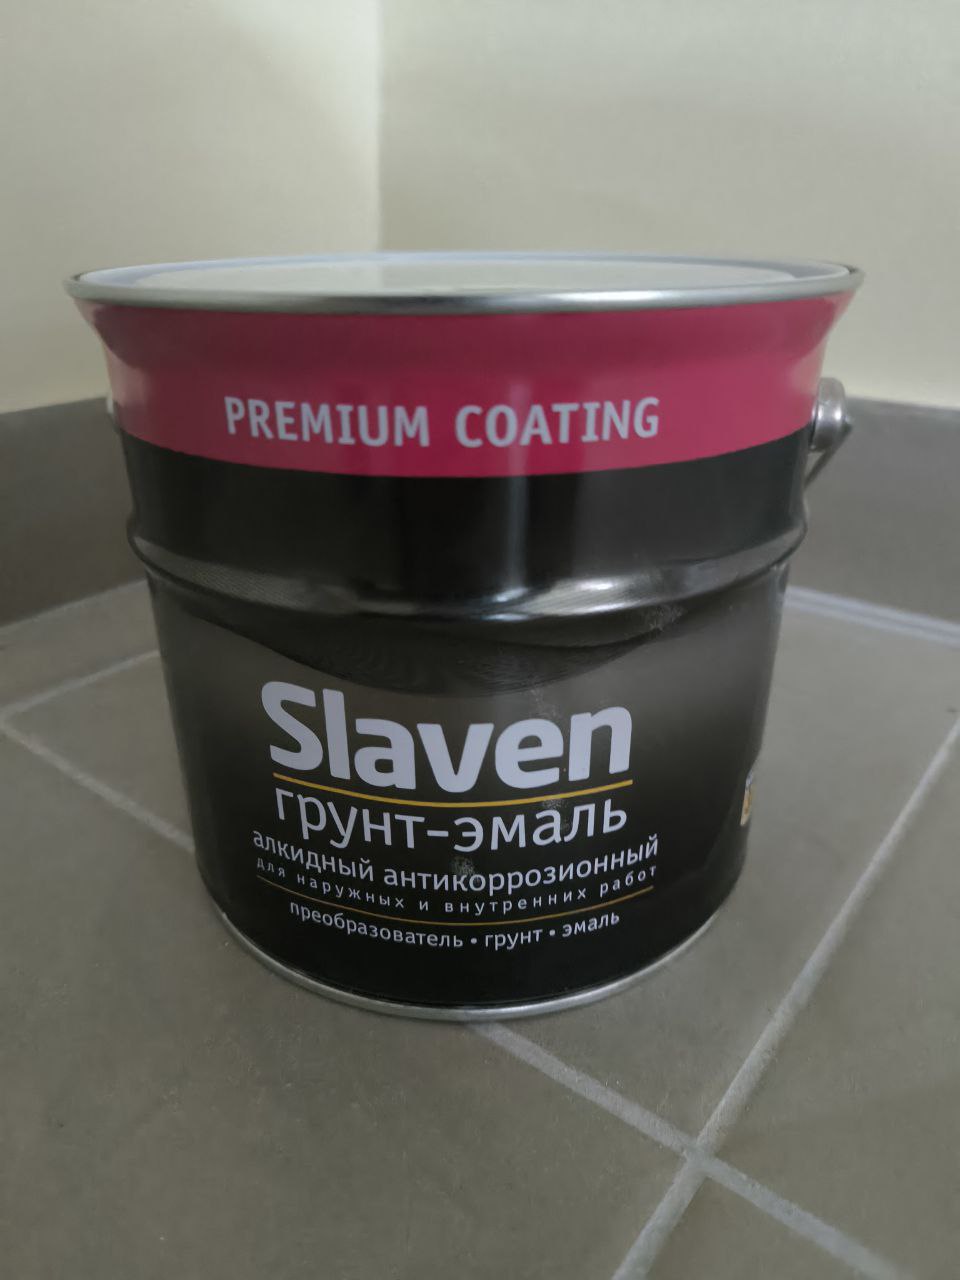 PREMIUM COATING
Slaven
грунт-эмаль
алкидный антикоррозионный
для наружных и внутренних работ
преобразователь • грунт • эмаль